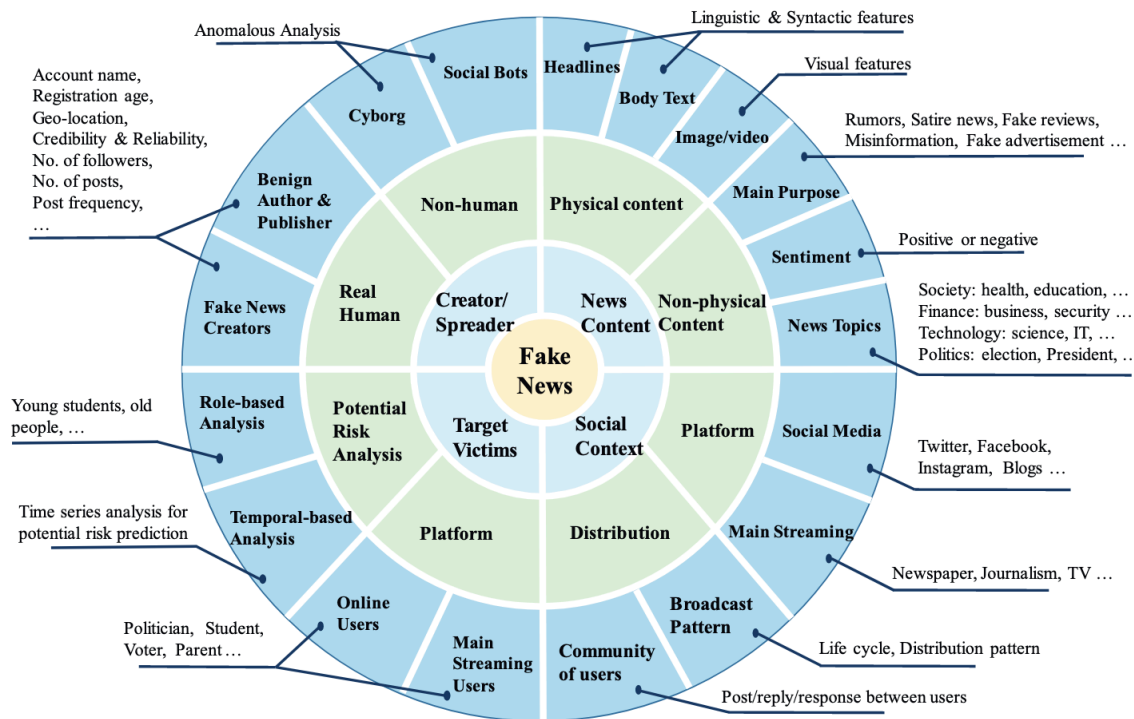 Anomalous Analysis
Linguistic & Syntactic features
Visual features
Account name,
Registration age,
Geo-location,
Credibility & Reliability,
No. of followers,
No. of posts,
Post frequency,
…
Rumors, Satire news, Fake reviews,
Misinformation, Fake advertisement …
Positive or negative
Society: health, education, …
Finance: business, security …
Technology: science, IT, …
Politics: election, President, ..
Social Bots
Headlines
Cyborg
Body Text
Image/video
Benign
Author &
Publisher
Main Purpose
Sentiment
Fake News
Creators
News Topics
Non-human
Physical content
Real
Human
Non-physical
Content
Creator/
Spreader
News
Content
Fake
News
Target
Victims
Social
Context
Potential
Risk
Analysis
Platform
Platform
Distribution
Role-based
Analysis
Social Media
Temporal-based
Analysis
Main Streaming
Online
Users
Broadcast
Pattern
Main
Streaming
Users
Community
of users
Young students, old
people, …
Twitter, Facebook,
Instagram, Blogs …
Time series analysis for
potential risk prediction
Newspaper, Journalism, TV …
Politician, Student,
Voter, Parent …
Life cycle, Distribution pattern
Post/reply/response between users